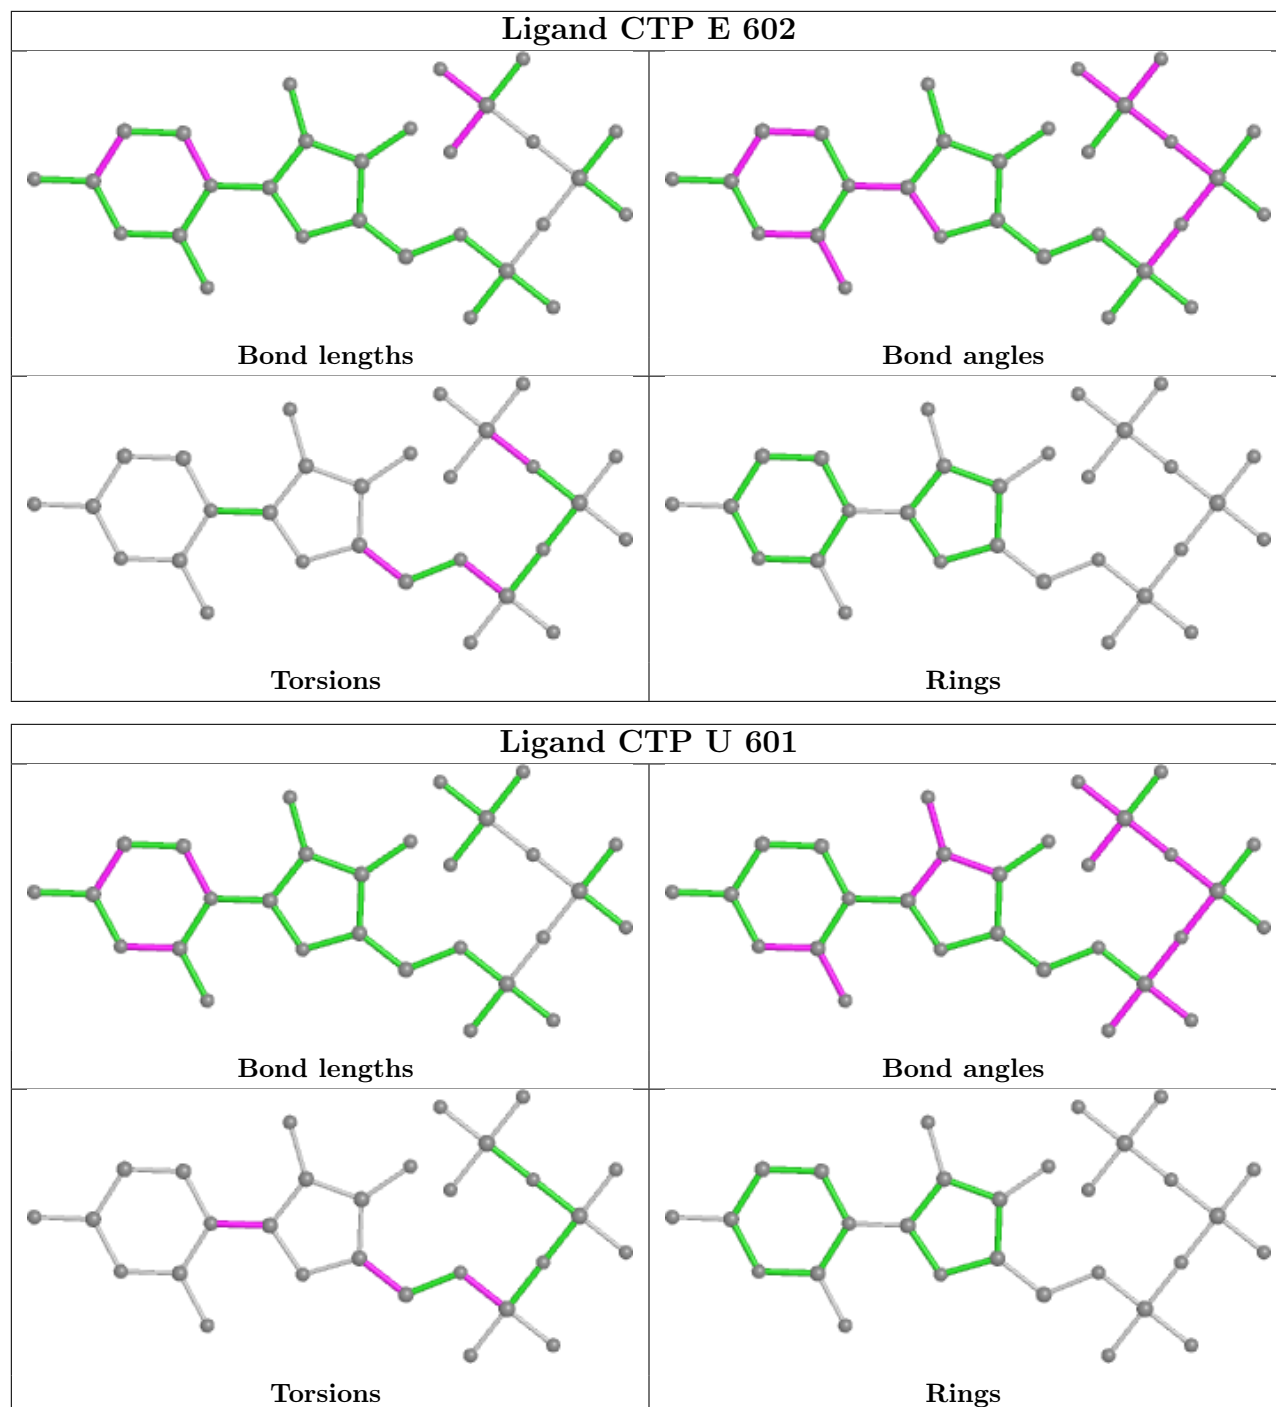 Ligand CTP E 602
Bond lengths
Bond angles
Torsions
Rings
Ligand CTP U 601
Bond lengths
Bond angles
Torsions
Rings